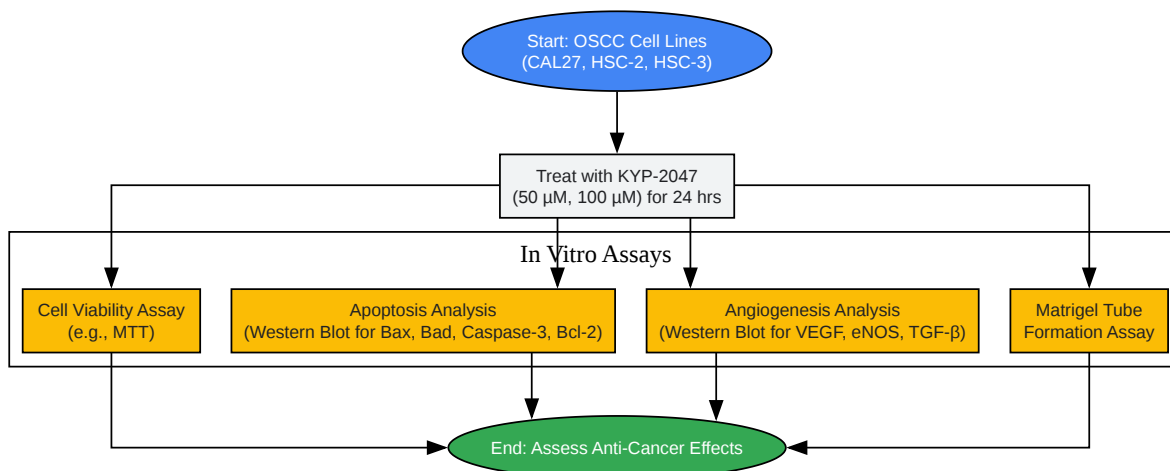 Start: OSCC Cell Lines
(CAL27, HSC-2, HSC-3)
Treat with KYP-2047
(50 µM, 100 µM) for 24 hrs
In Vitro Assays
Cell Viability Assay
(e.g., MTT)
Apoptosis Analysis
(Western Blot for Bax, Bad, Caspase-3, Bcl-2)
Angiogenesis Analysis
(Western Blot for VEGF, eNOS, TGF-β)
Matrigel Tube
Formation Assay
End: Assess Anti-Cancer Effects